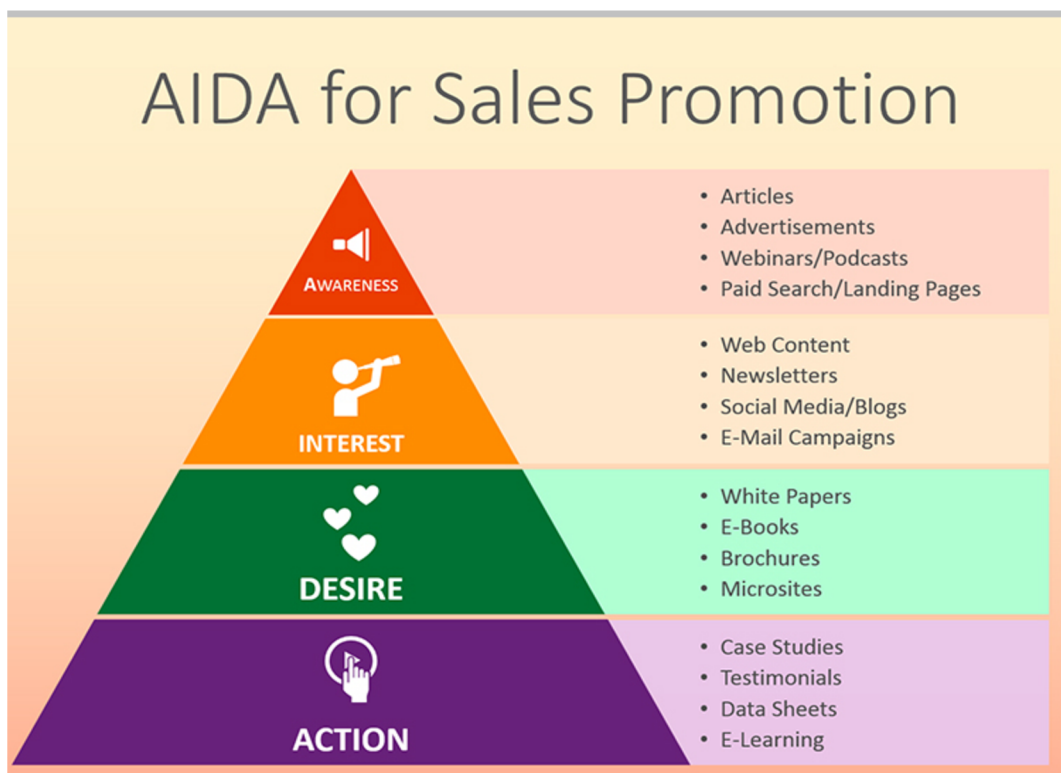 AIDA for Sales Promotion
AWARENESS
• Articles
• Advertisements
• Webinars/Podcasts
• Paid Search/Landing Pages
INTEREST
• Web Content
• Newsletters
• Social Media/Blogs
• E-Mail Campaigns
DESIRE
• White Papers
• E-Books
• Brochures
• Microsites
ACTION
• Case Studies
• Testimonials
• Data Sheets
• E-Learning